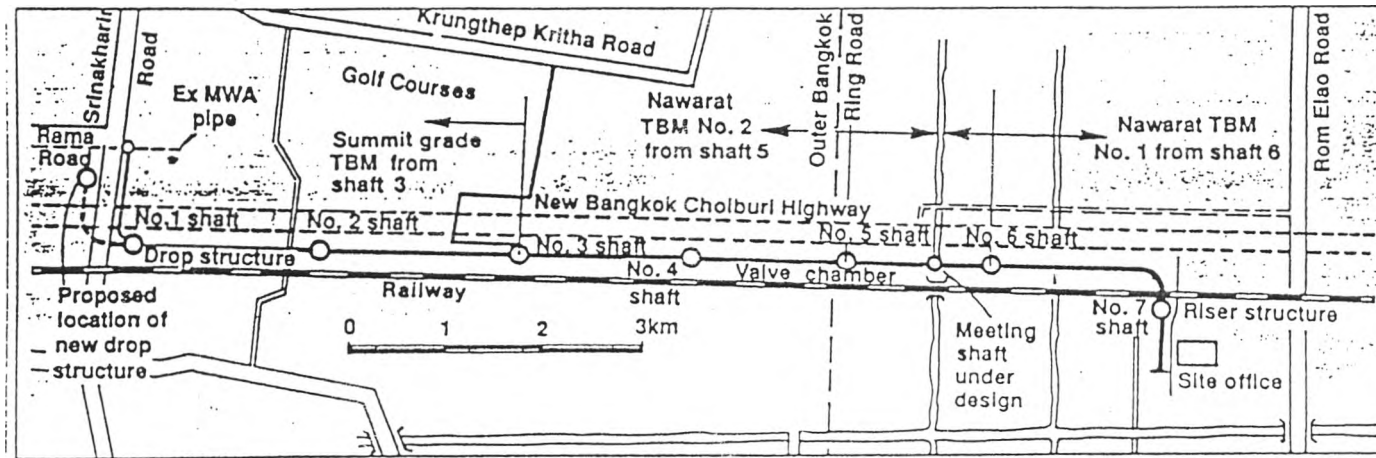 Srinakharin
Road
Krungthep Kritha Road
Golf Courses
Ex MWA
pipe
Rama
Road
Summit grade
TBM from
shaft 3
Nawarat
TBM No. 2
from shaft 5
Outer Bangkok
Ring Road
Nawarat TBM
No. 1 from shaft 6
Rom Elao Road
New Bangkok Cholburi Highway
No. 1 shaft
No. 2 shaft
No. 3 shaft
No. 5 shaft
No. 6 shaft
Drop structure
No. 4
shaft
Valve chamber
Railway
Proposed
location of
new drop
structure
0 1 2 3km
Meeting
shaft
under
design
No. 7
shaft
Riser structure
Site office